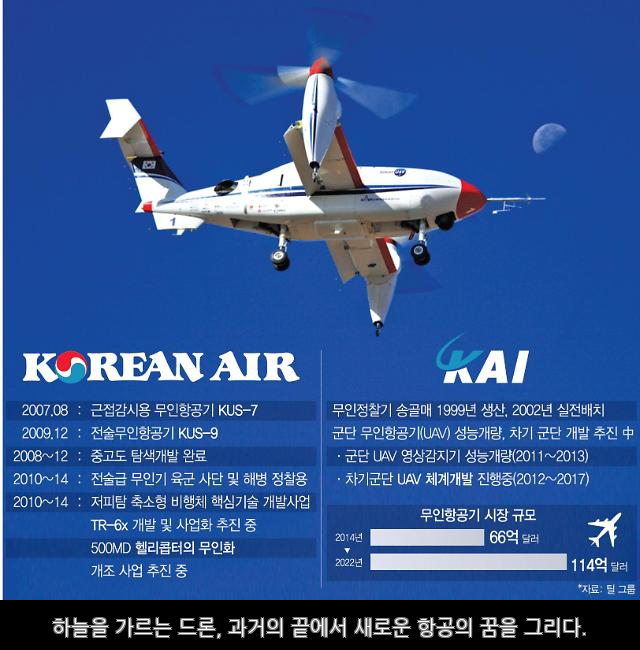 KOREAN AIR
2007.08 : 근접감시용 무인항공기 KUS-7
2009.12 : 전술무인항공기 KUS-9
2008~12 : 중고도 탐색개발 완료
2010~14 : 전술급 무인기 육군 사단 및 해병 정찰용
2010~14 : 저피탐 축소형 비행체 핵심기술 개발사업
TR-6x 개발 및 사업화 추진 중
500MD 헬리콥터의 무인화
개조 사업 추진 중
KAI
무인정찰기 송골매 1999년 생산, 2002년 실전배치
군단 무인항공기(UAV) 성능개량, 차기 군단 개발 추진 中
· 군단 UAV 영상감지기 성능개량(2011~2013)
· 차기군단 UAV 체계개발 진행중(2012~2017)
무인항공기 시장 규모
2014년 66억 달러
▼
2022년 114억 달러
*자료: 틸 그룹
하늘을 가르는 드론, 과거의 끝에서 새로운 항공의 꿈을 그리다.